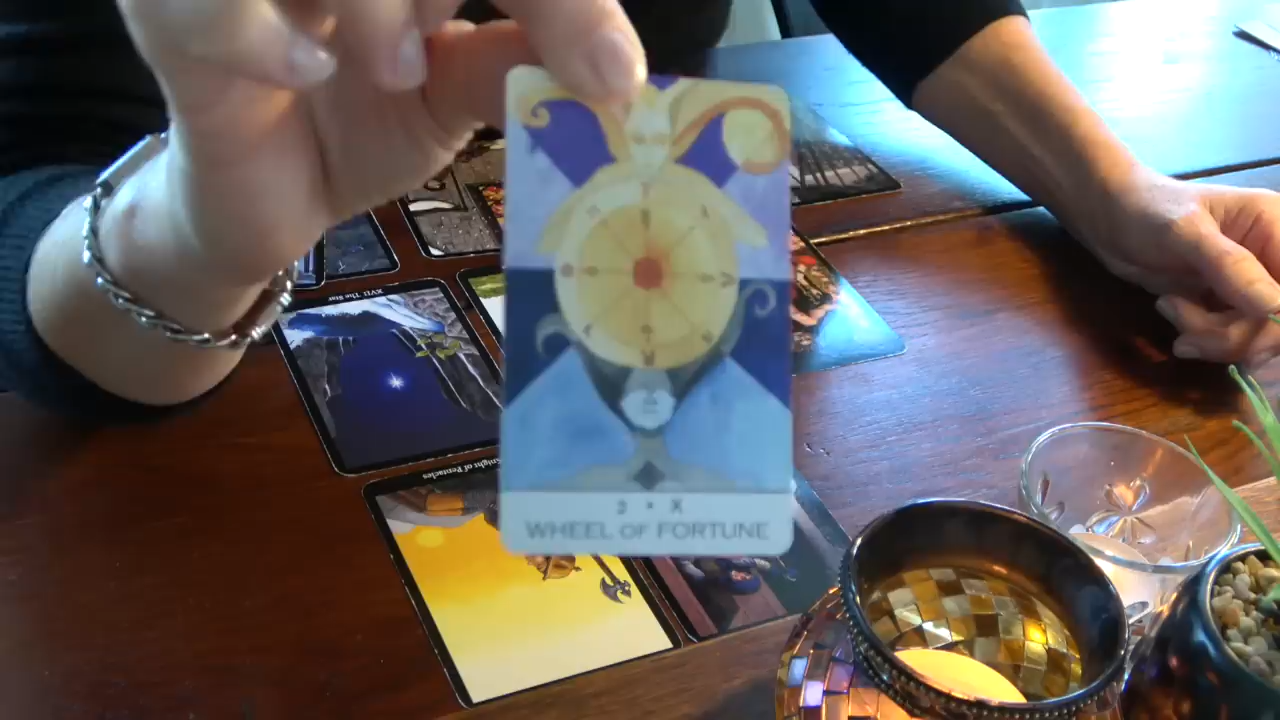 XVII The Star
Knight of Pentacles
WHEEL OF FORTUNE